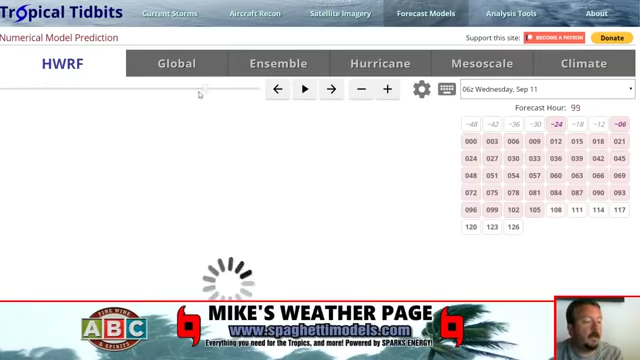 Tropical Tidbits
Current Storms Aircraft Recon Satellite Imagery Forecast Models Analysis Tools About
Numerical Model Prediction
Support this site: BECOME A PATRON Donate
HWRF Global Ensemble Hurricane Mesoscale Climate
06z Wednesday, Sep 11
Forecast Hour: 99
-48 -42 -36 -30 -24 -18 -12 -06
000 003 006 009 012 015 018 021
024 027 030 033 036 039 042 045
048 051 054 057 060 063 066 069
072 075 078 081 084 087 090 093
096 099 102 105 108 111 114 117
120 123 126
FINE WINE
ABC
& SPIRITS
MIKE'S WEATHER PAGE
www.spaghettimodels.com
Everything you need for the Tropics, and more! Powered by SPARKS ENERGY!